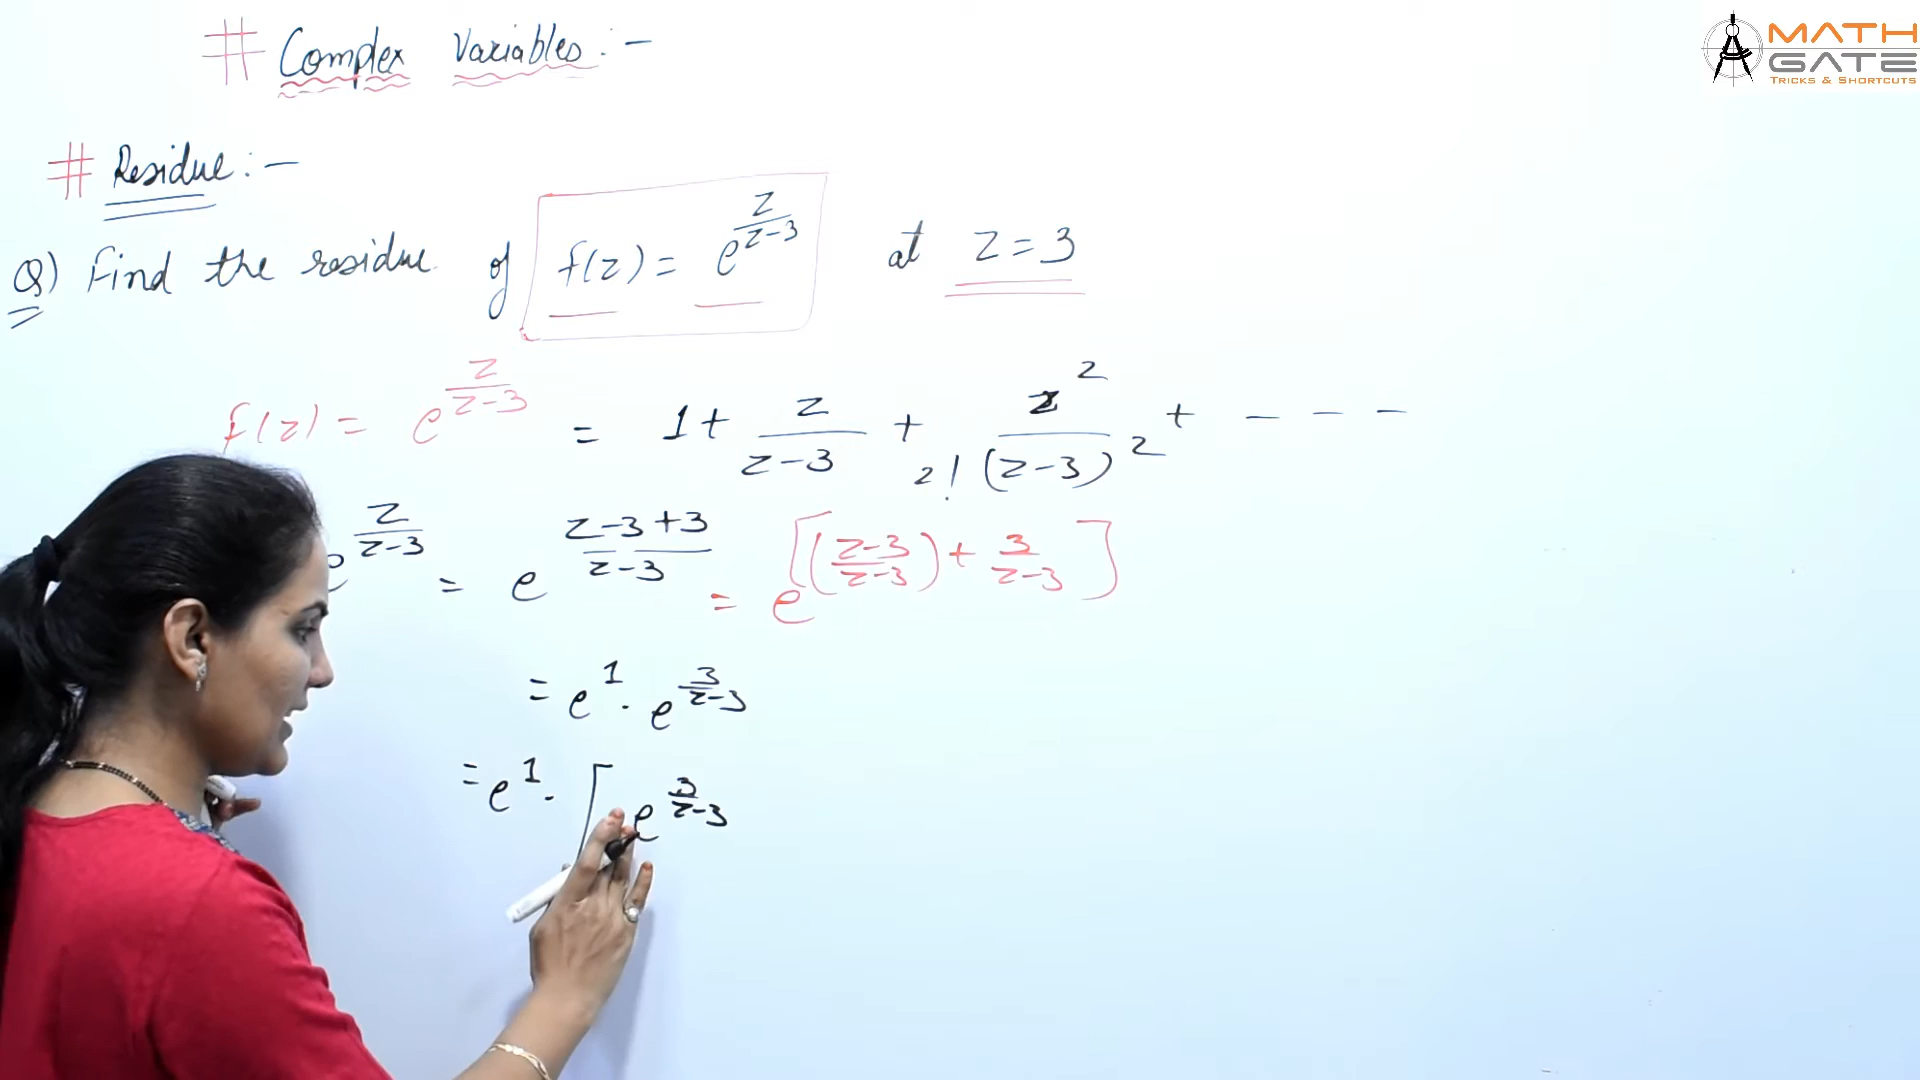 # Complex Variables :-
MATH GATE
TRICKS & SHORTCUTS
# Residue :-
Q) Find the residue of f(z) = e^{z/(z-3)} at z = 3
f(z) = e^{z/(z-3)} = 1 + z/(z-3) + z^2/(2!(z-3)^2) + - - -
e^{z/(z-3)} = e^{(z-3+3)/(z-3)} = e^{[((z-3)/(z-3)) + 3/(z-3)]}
= e^1 . e^{3/(z-3)}
= e^1 . [ e^{3/(z-3)}